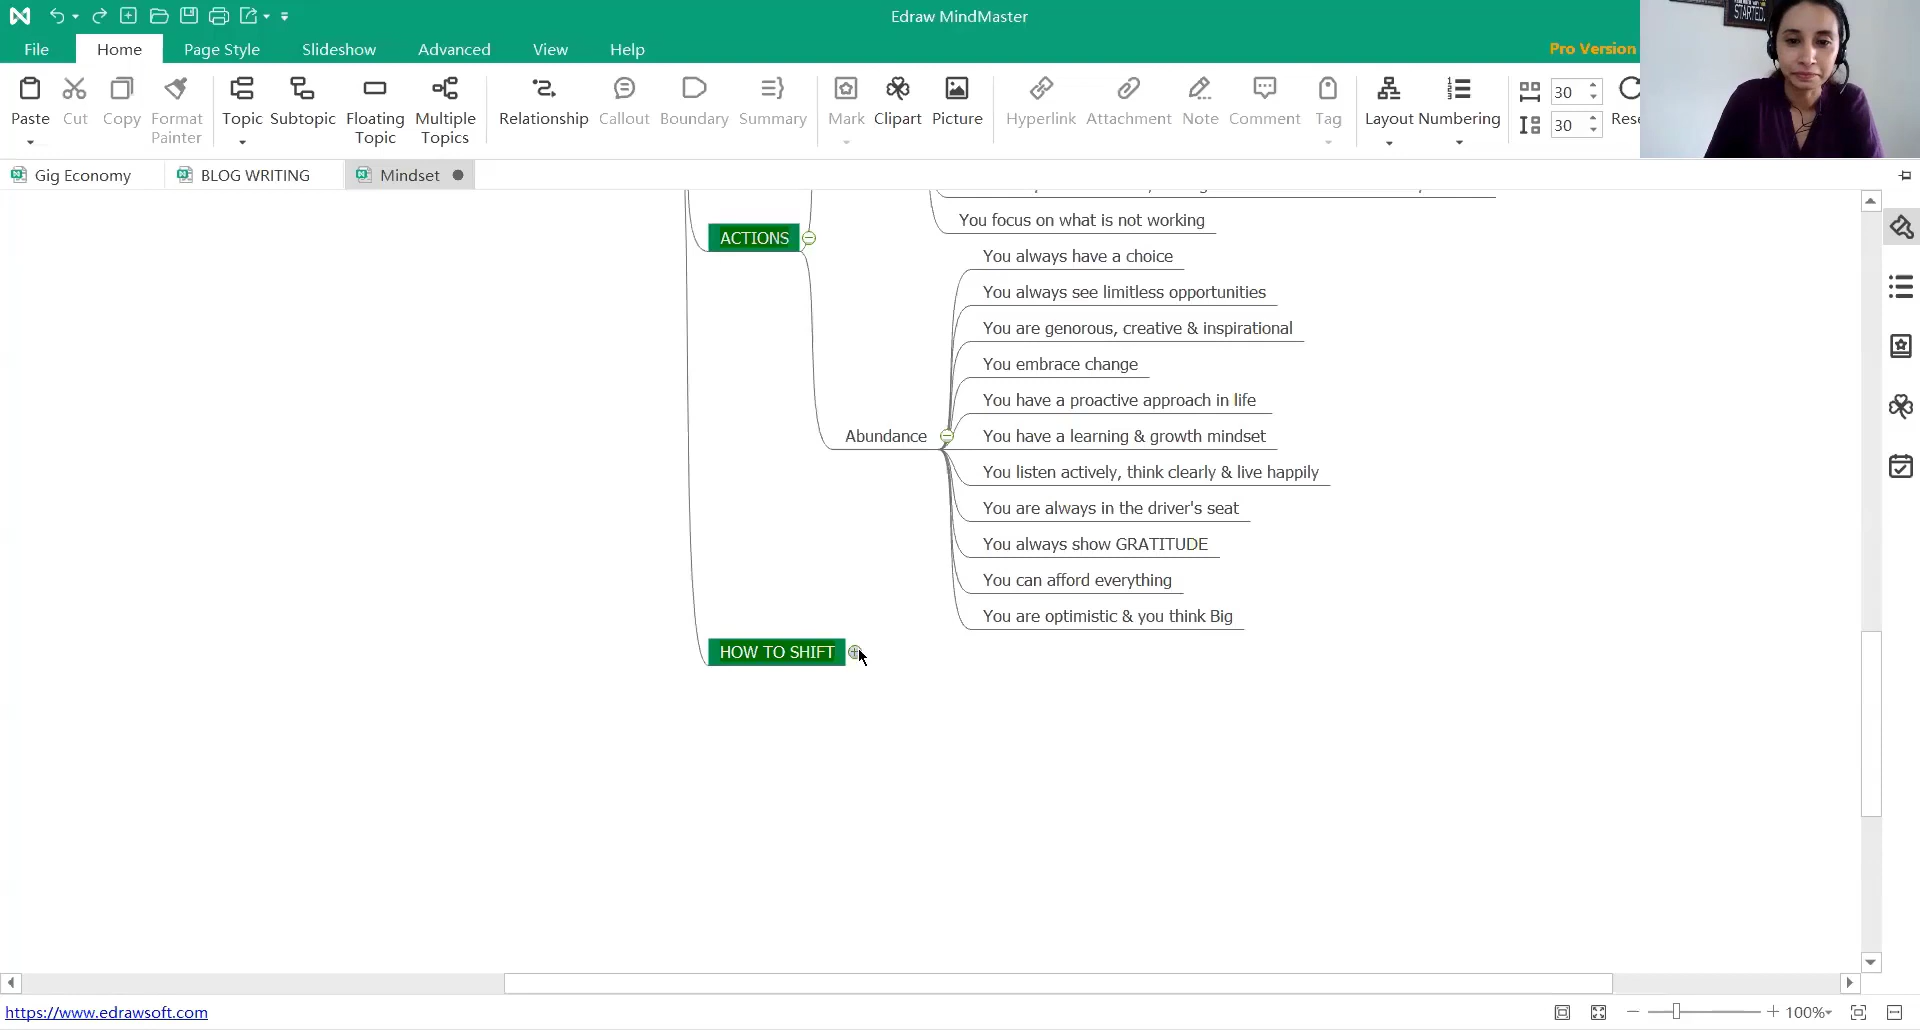 Edraw MindMaster
STARTED.
File Home Page Style Slideshow Advanced View Help Pro Version
Paste Cut Copy Format Painter Topic Subtopic Floating Topic Multiple Topics Relationship Callout Boundary Summary Mark Clipart Picture Hyperlink Attachment Note Comment Tag Layout Numbering 30 30 Rese
Gig Economy BLOG WRITING Mindset
You focus on what is not working
ACTIONS
You always have a choice
You always see limitless opportunities
You are genorous, creative & inspirational
You embrace change
You have a proactive approach in life
Abundance
You have a learning & growth mindset
You listen actively, think clearly & live happily
You are always in the driver's seat
You always show GRATITUDE
You can afford everything
You are optimistic & you think Big
HOW TO SHIFT
https://www.edrawsoft.com
100%